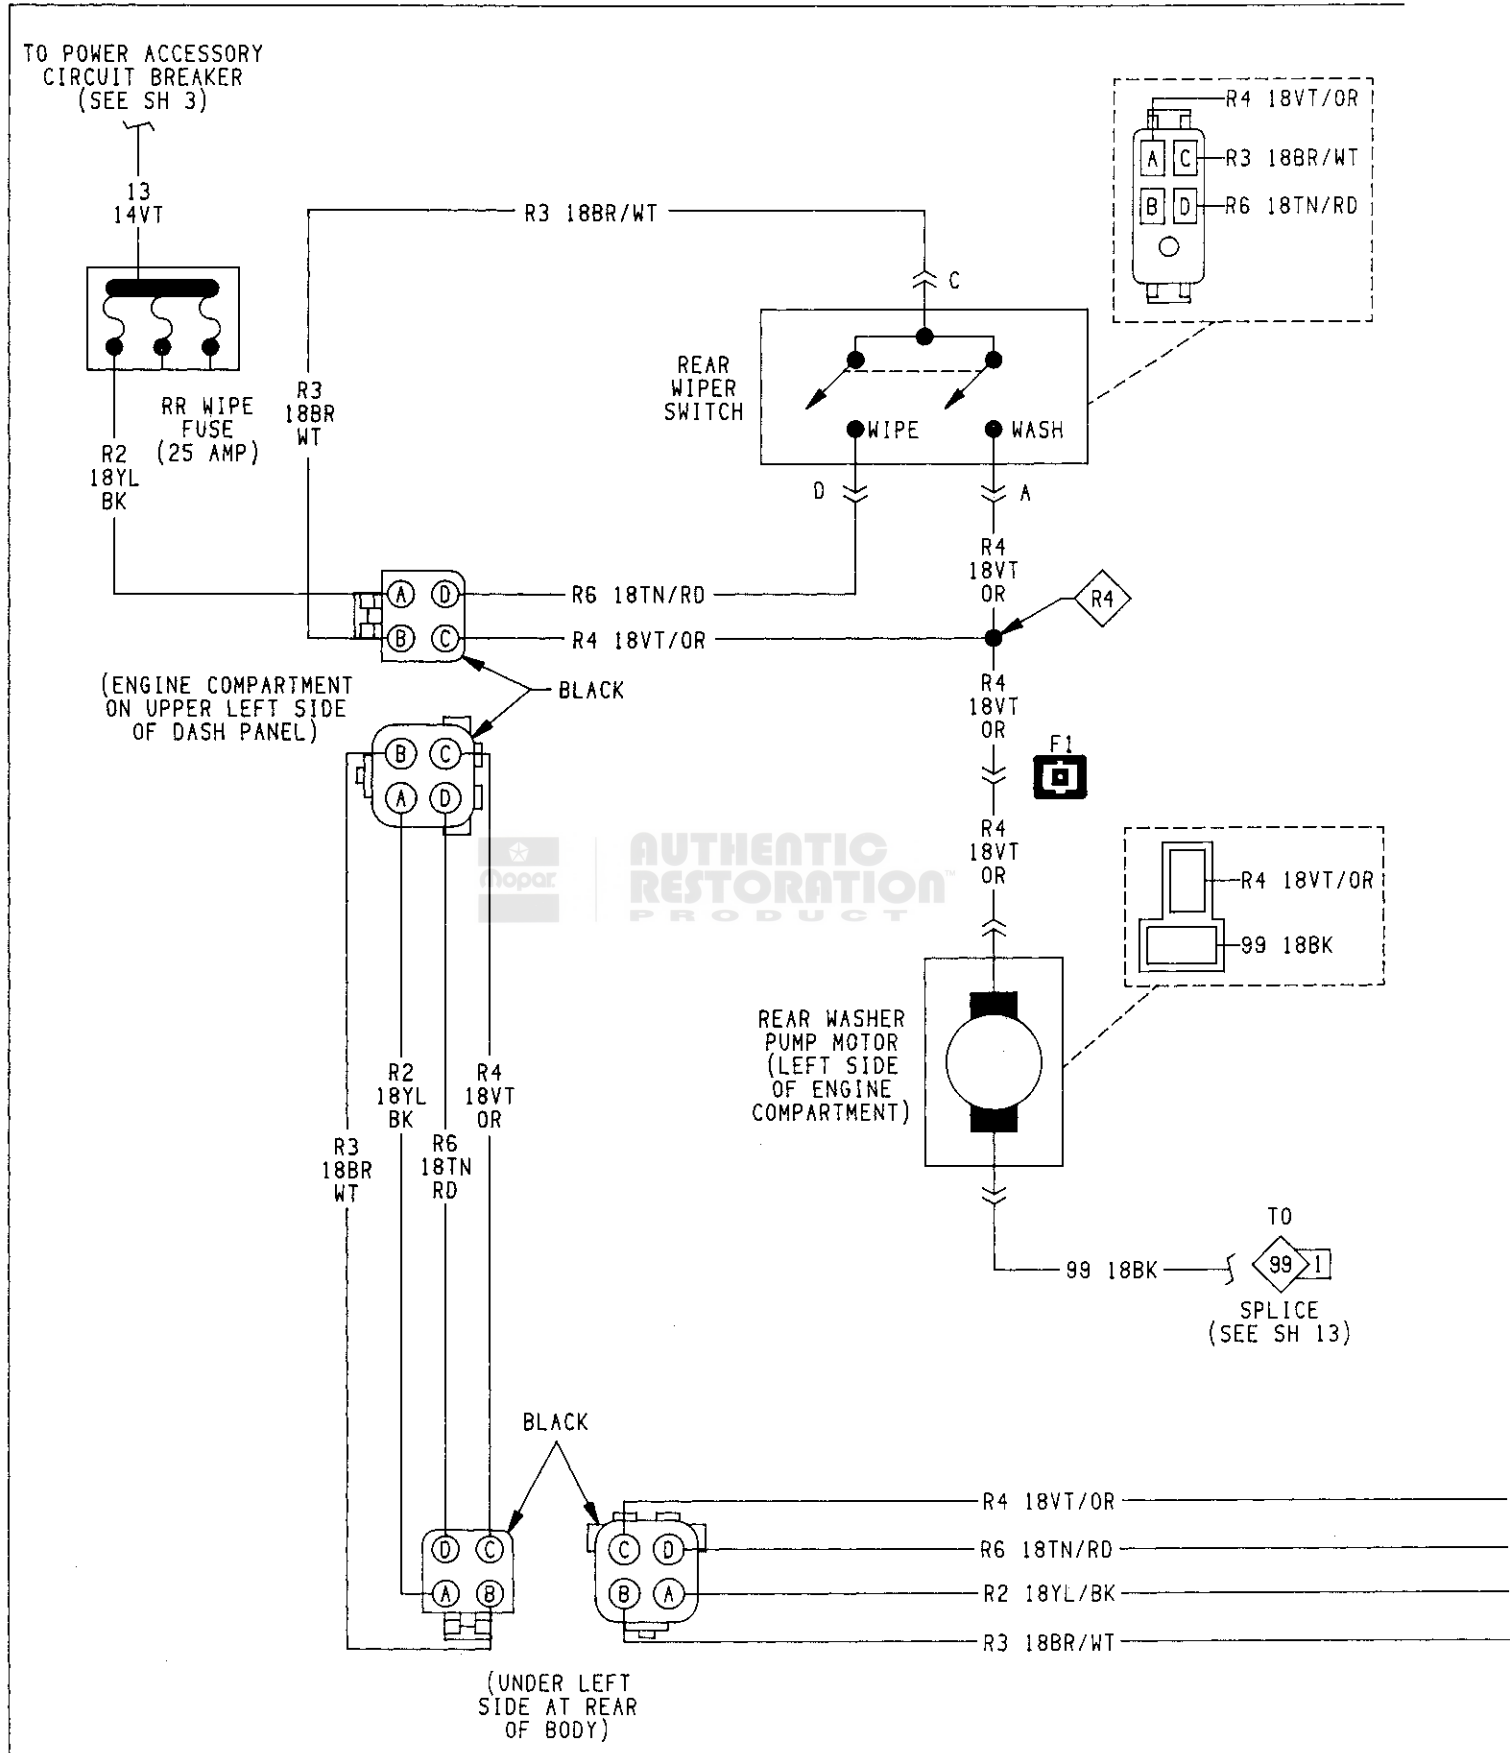 TO POWER ACCESSORY
CIRCUIT BREAKER
(SEE SH 3)
13
14VT
RR WIPE
FUSE
(25 AMP)
R2
18YL
BK
R3
18BR
WT
R3 18BR/WT
C
REAR
WIPER
SWITCH
WIPE
WASH
D
A
R4 18VT/OR
A
C
R3 18BR/WT
B
D
R6 18TN/RD
R4
18VT
OR
R4
A
D
R6 18TN/RD
B
C
R4 18VT/OR
BLACK
(ENGINE COMPARTMENT
ON UPPER LEFT SIDE
OF DASH PANEL)
B
C
A
D
R4
18VT
OR
F1
R4
18VT
OR
Mopar
AUTHENTIC
RESTORATION™
PRODUCT
R4 18VT/OR
99 18BK
REAR WASHER
PUMP MOTOR
(LEFT SIDE
OF ENGINE
COMPARTMENT)
R2
18YL
BK
R4
18VT
OR
R3
18BR
WT
R6
18TN
RD
99 18BK
TO
99
1
SPLICE
(SEE SH 13)
BLACK
D
C
A
B
C
D
B
A
R4 18VT/OR
R6 18TN/RD
R2 18YL/BK
R3 18BR/WT
(UNDER LEFT
SIDE AT REAR
OF BODY)